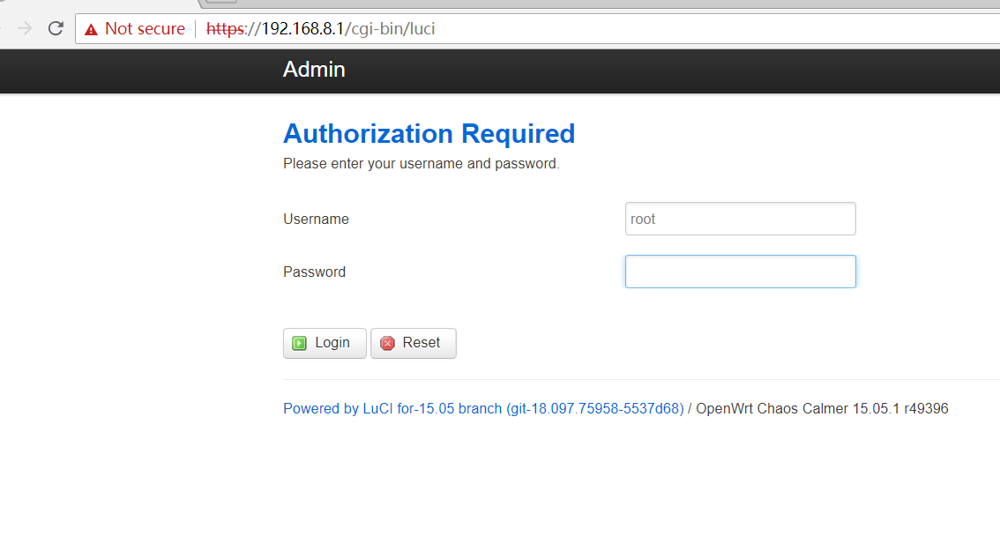 Not secure https://192.168.8.1/cgi-bin/luci
Admin
Authorization Required
Please enter your username and password.
Username root
Password
Login Reset
Powered by LuCI for-15.05 branch (git-18.097.75958-5537d68) / OpenWrt Chaos Calmer 15.05.1 r49396